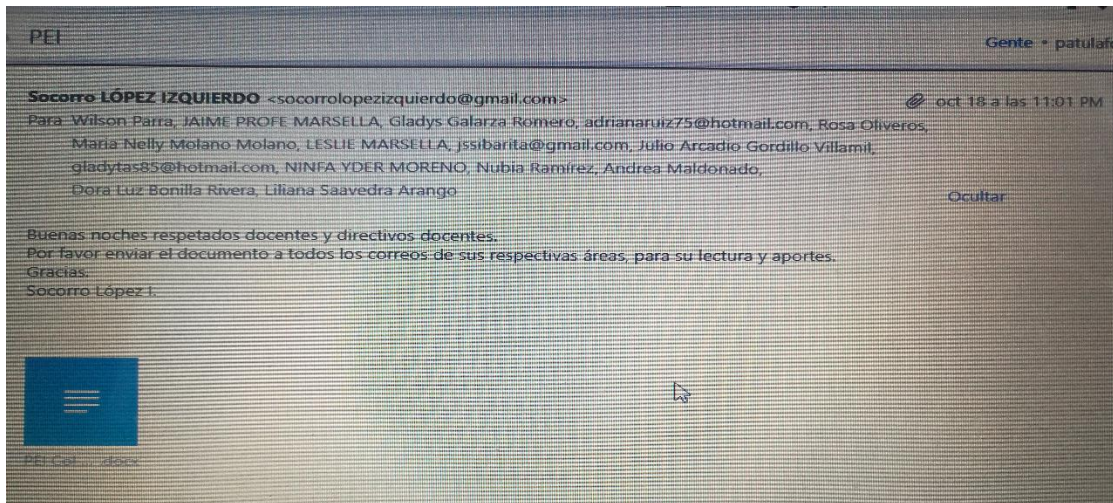 PEI
Gente • patulaf
Socorro LÓPEZ IZQUIERDO <socorrolopezizquierdo@gmail.com>
oct 18 a las 11:01 PM
Para Wilson Parra, JAIME PROFE MARSELLA, Gladys Galarza Romero, adrianaruiz75@hotmail.com, Rosa Oliveros,
Maria Nelly Molano Molano, LESLIE MARSELLA, jssibarita@gmail.com, Julio Arcadio Gordillo Villamil,
gladytas85@hotmail.com, NINFA YDER MORENO, Nubia Ramírez, Andrea Maldonado,
Dora Luz Bonilla Rivera, Liliana Saavedra Arango
Ocultar
Buenas noches respetados docentes y directivos docentes.
Por favor enviar el documento a todos los correos de sus respectivas áreas, para su lectura y aportes.
Gracias.
Socorro López I.
PEI Col... .docx